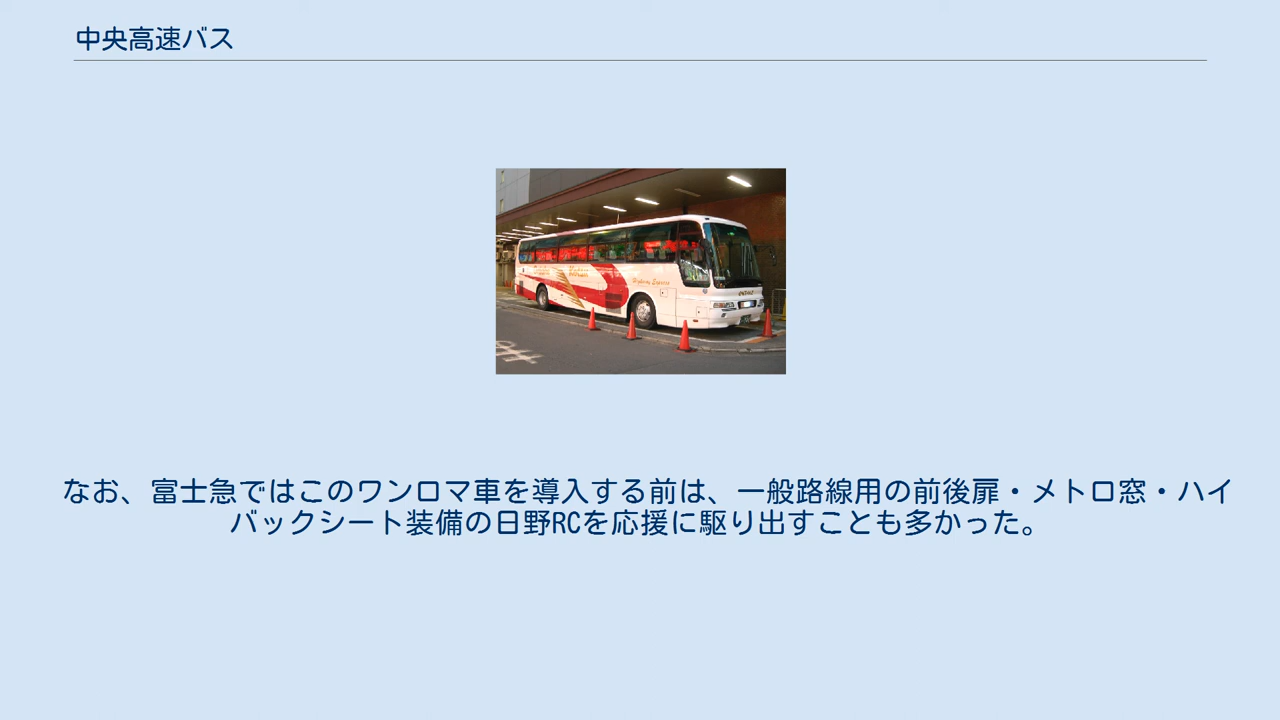 中央高速バス
Highway Express
なお、富士急ではこのワンロマ車を導入する前は、一般路線用の前後扉・メトロ窓・ハイ
バックシート装備の日野RCを応援に駆り出すことも多かった。